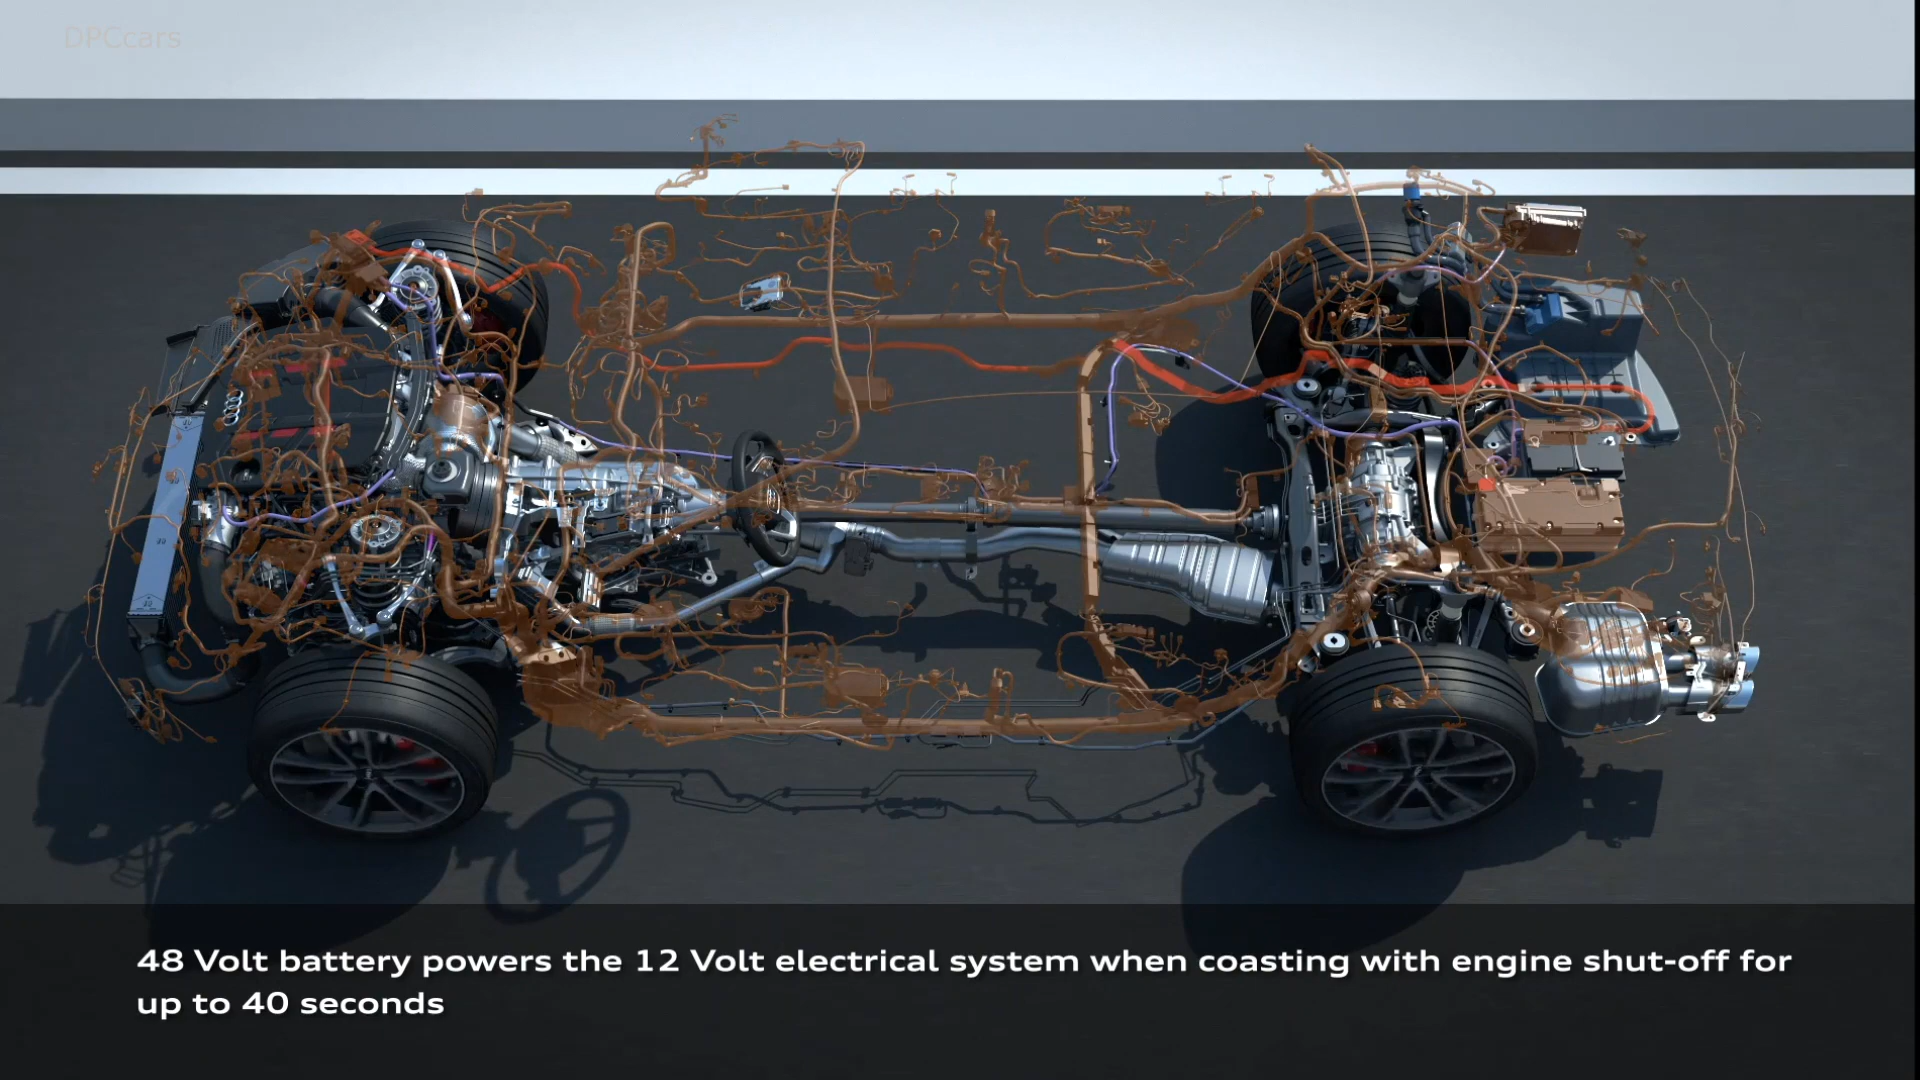 DPCcars
48 Volt battery powers the 12 Volt electrical system when coasting with engine shut-off for
up to 40 seconds